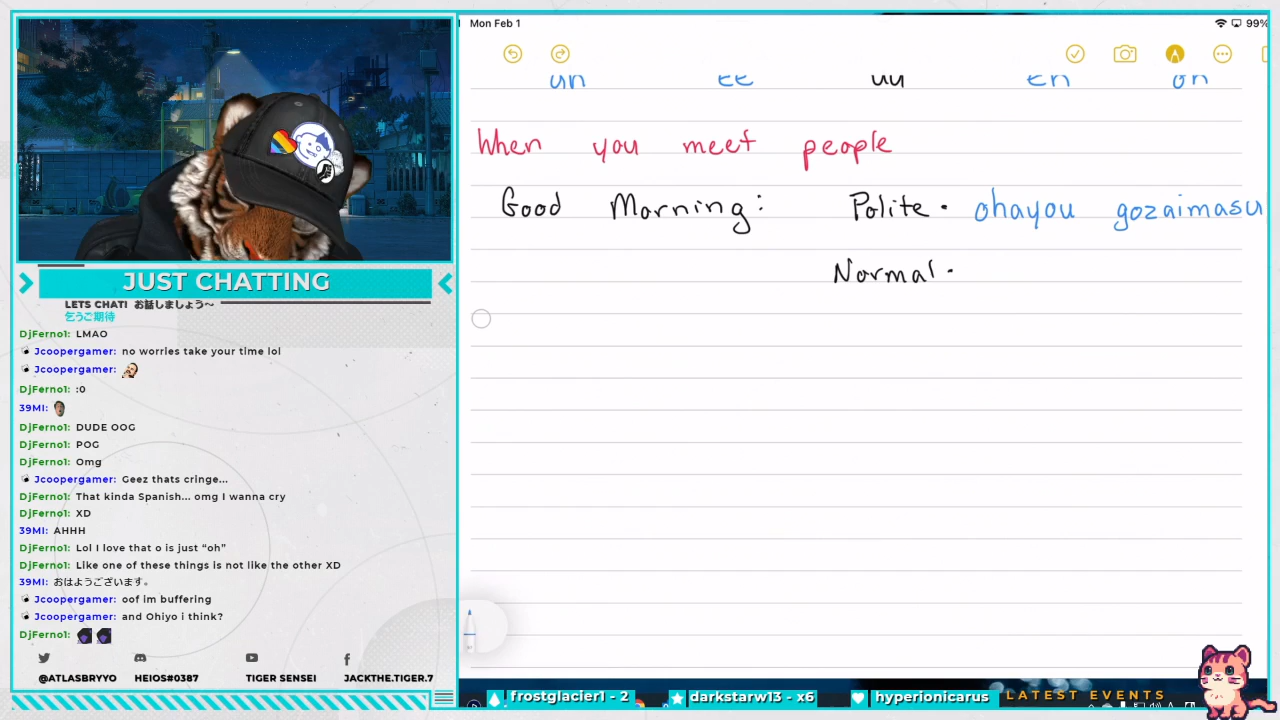 JUST CHATTING
LETS CHAT! お話しましょう〜
乞うご期待
DjFerno1: LMAO
Jcoopergamer: no worries take your time lol
Jcoopergamer:
DjFerno1: :0
39MI:
DjFerno1: DUDE OOG
DjFerno1: POG
DjFerno1: Omg
Jcoopergamer: Geez thats cringe...
DjFerno1: That kinda Spanish... omg I wanna cry
DjFerno1: XD
39MI: AHHH
DjFerno1: Lol I love that o is just “oh”
DjFerno1: Like one of these things is not like the other XD
39MI: おはようございます。
Jcoopergamer: oof im buffering
Jcoopergamer: and Ohiyo i think?
DjFerno1:
@ATLASBRYYO HEIOS#0387 TIGER SENSEI JACKTHE.TIGER.7
Mon Feb 1 99%
When you meet people
Good Morning: Polite · ohayou gozaimasu
Normal ·
frostglacier1 - 2 darkstarw13 - x6 hyperionicarus LATEST EVENTS